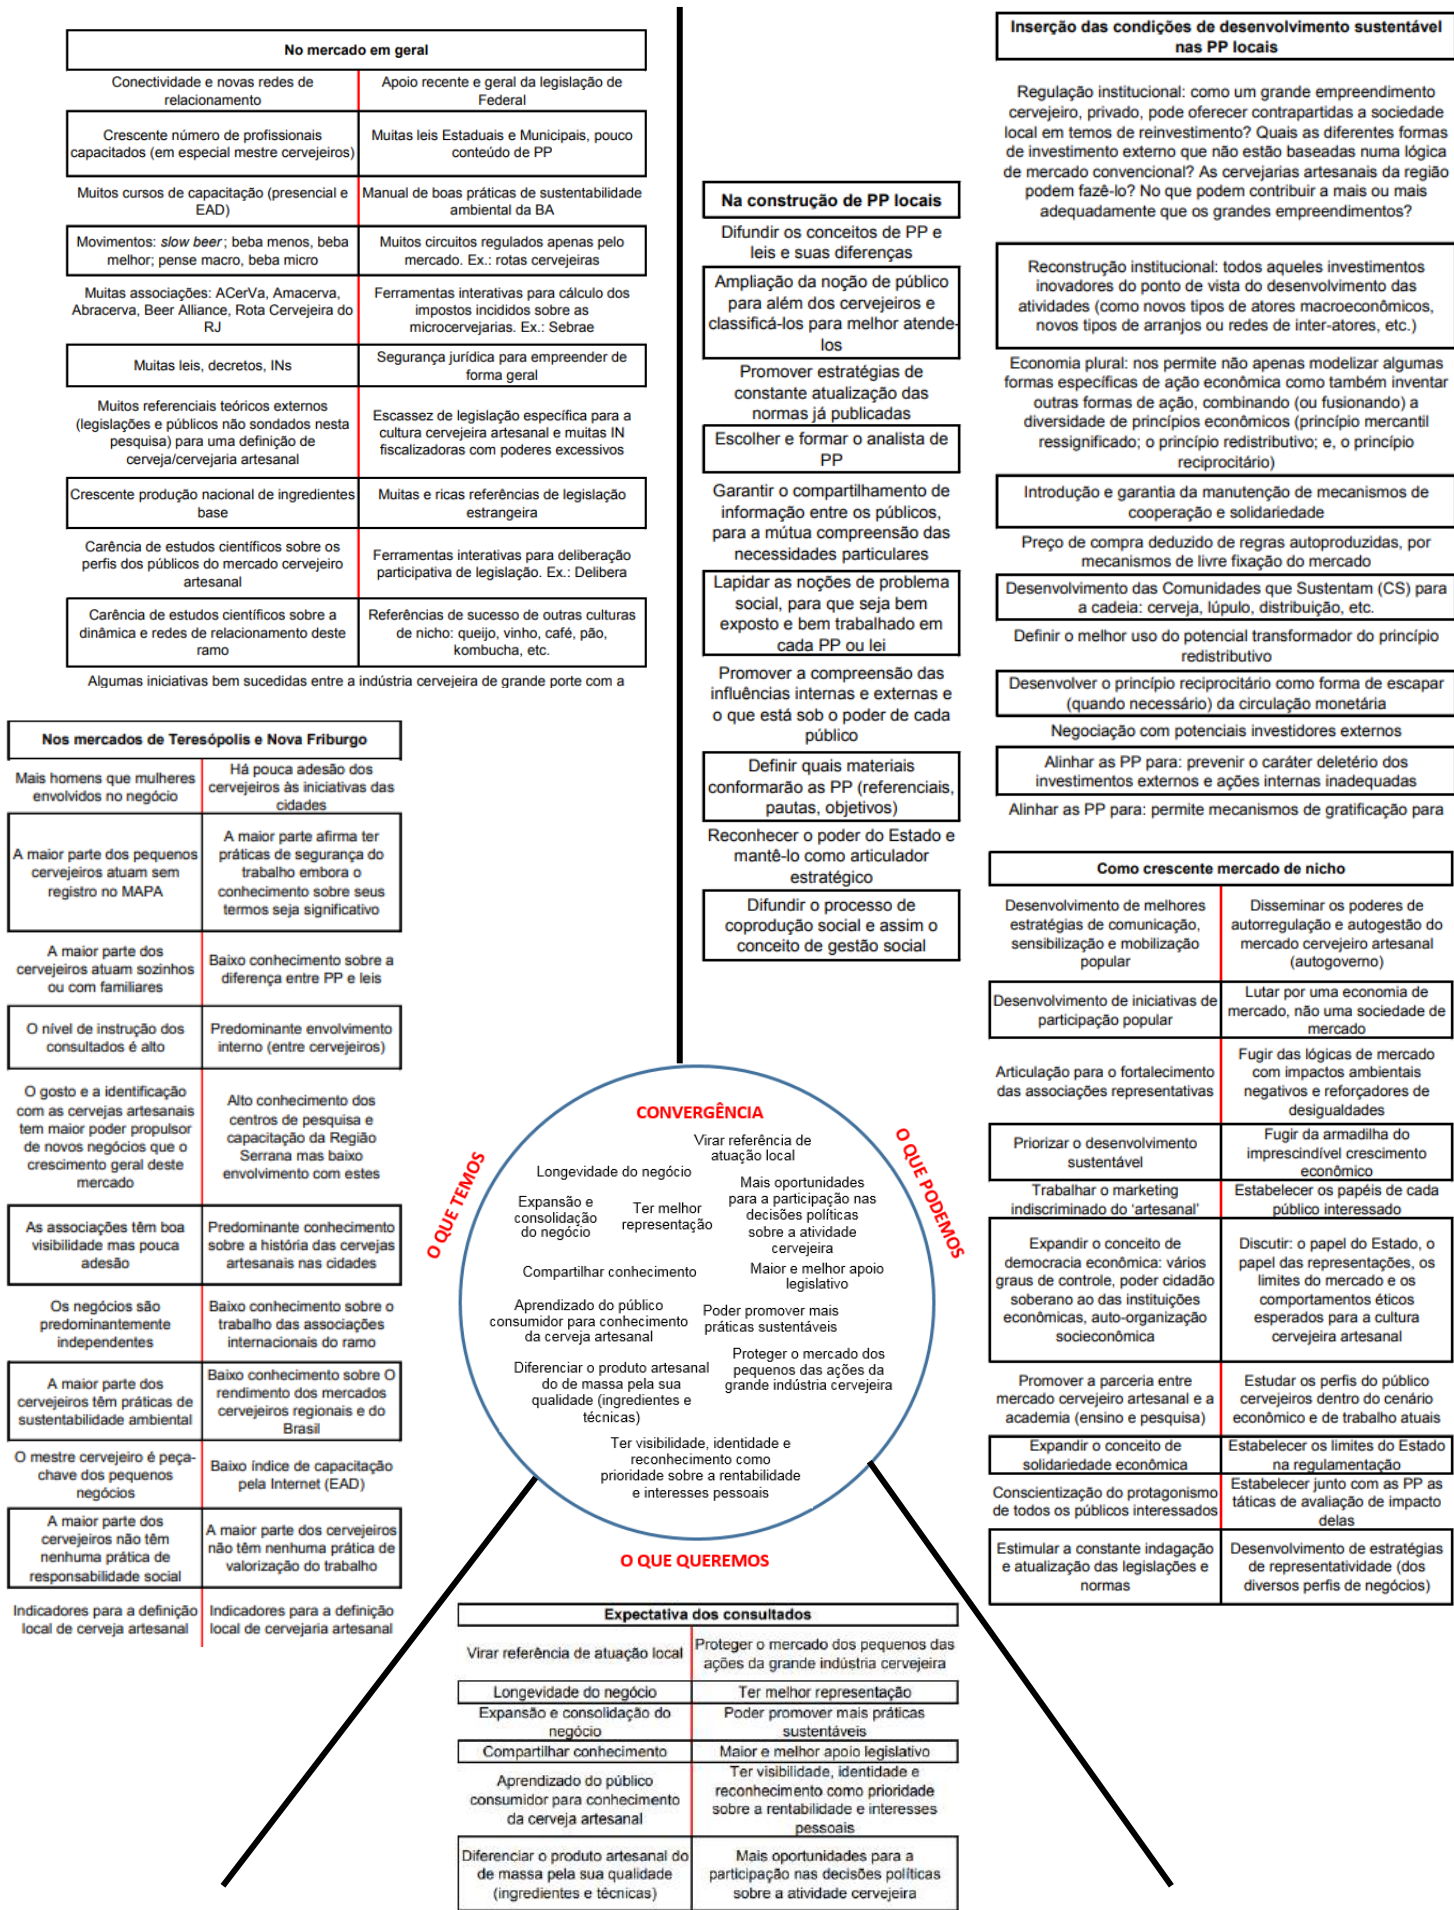 No mercado em geral
Conectividade e novas redes de
relacionamento
Apoio recente e geral da legislação de
Federal
Crescente número de profissionais
capacitados (em especial mestre cervejeiros)
Muitas leis Estaduais e Municipais, pouco
conteúdo de PP
Muitos cursos de capacitação (presencial e
EAD)
Manual de boas práticas de sustentabilidade
ambiental da BA
Movimentos: slow beer; beba menos, beba
melhor; pense macro, beba micro
Muitos circuitos regulados apenas pelo
mercado. Ex.: rotas cervejeiras
Muitas associações: ACerVa, Amacerva,
Abracerva, Beer Alliance, Rota Cervejeira do
RJ
Ferramentas interativas para cálculo dos
impostos incididos sobre as
microcervejarias. Ex.: Sebrae
Muitas leis, decretos, INs
Segurança jurídica para empreender de
forma geral
Muitos referenciais teóricos externos
(legislações e públicos não sondados nesta
pesquisa) para uma definição de
cerveja/cervejaria artesanal
Escassez de legislação específica para a
cultura cervejeira artesanal e muitas IN
fiscalizadoras com poderes excessivos
Crescente produção nacional de ingredientes
base
Muitas e ricas referências de legislação
estrangeira
Carência de estudos científicos sobre os
perfis dos públicos do mercado cervejeiro
artesanal
Ferramentas interativas para deliberação
participativa de legislação. Ex.: Delibera
Carência de estudos científicos sobre a
dinâmica e redes de relacionamento deste
ramo
Referências de sucesso de outras culturas
de nicho: queijo, vinho, café, pão,
kombucha, etc.
Algumas iniciativas bem sucedidas entre a indústria cervejeira de grande porte com a
Nos mercados de Teresópolis e Nova Friburgo
Mais homens que mulheres
envolvidos no negócio
Há pouca adesão dos
cervejeiros às iniciativas das
cidades
A maior parte dos pequenos
cervejeiros atuam sem
registro no MAPA
A maior parte afirma ter
práticas de segurança do
trabalho embora o
conhecimento sobre seus
termos seja significativo
A maior parte dos
cervejeiros atuam sozinhos
ou com familiares
Baixo conhecimento sobre a
diferença entre PP e leis
O nível de instrução dos
consultados é alto
Predominante envolvimento
interno (entre cervejeiros)
O gosto e a identificação
com as cervejas artesanais
tem maior poder propulsor
de novos negócios que o
crescimento geral deste
mercado
Alto conhecimento dos
centros de pesquisa e
capacitação da Região
Serrana mas baixo
envolvimento com estes
As associações têm boa
visibilidade mas pouca
adesão
Predominante conhecimento
sobre a história das cervejas
artesanais nas cidades
Os negócios são
predominantemente
independentes
Baixo conhecimento sobre o
trabalho das associações
internacionais do ramo
A maior parte dos
cervejeiros têm práticas de
sustentabilidade ambiental
Baixo conhecimento sobre O
rendimento dos mercados
cervejeiros regionais e do
Brasil
O mestre cervejeiro é peça-
chave dos pequenos
negócios
Baixo índice de capacitação
pela Internet (EAD)
A maior parte dos
cervejeiros não têm
nenhuma prática de
responsabilidade social
A maior parte dos cervejeiros
não têm nenhuma prática de
valorização do trabalho
Indicadores para a definição
local de cerveja artesanal
Indicadores para a definição
local de cervejaria artesanal
Na construção de PP locais
Difundir os conceitos de PP e
leis e suas diferenças
Ampliação da noção de público
para além dos cervejeiros e
classificá-los para melhor atende-
los
Promover estratégias de
constante atualização das
normas já publicadas
Escolher e formar o analista de
PP
Garantir o compartilhamento de
informação entre os públicos,
para a mútua compreensão das
necessidades particulares
Lapidar as noções de problema
social, para que seja bem
exposto e bem trabalhado em
cada PP ou lei
Promover a compreensão das
influências internas e externas e
o que está sob o poder de cada
público
Definir quais materiais
conformarão as PP (referenciais,
pautas, objetivos)
Reconhecer o poder do Estado e
mantê-lo como articulador
estratégico
Difundir o processo de
coprodução social e assim o
conceito de gestão social
Inserção das condições de desenvolvimento sustentável
nas PP locais
Regulação institucional: como um grande empreendimento
cervejeiro, privado, pode oferecer contrapartidas a sociedade
local em temos de reinvestimento? Quais as diferentes formas
de investimento externo que não estão baseadas numa lógica
de mercado convencional? As cervejarias artesanais da região
podem fazê-lo? No que podem contribuir a mais ou mais
adequadamente que os grandes empreendimentos?
Reconstrução institucional: todos aqueles investimentos
inovadores do ponto de vista do desenvolvimento das
atividades (como novos tipos de atores macroeconômicos,
novos tipos de arranjos ou redes de inter-atores, etc.)
Economia plural: nos permite não apenas modelizar algumas
formas específicas de ação econômica como também inventar
outras formas de ação, combinando (ou fusionando) a
diversidade de princípios econômicos (princípio mercantil
ressignificado; o princípio redistributivo; e, o princípio
reciprocitário)
Introdução e garantia da manutenção de mecanismos de
cooperação e solidariedade
Preço de compra deduzido de regras autoproduzidas, por
mecanismos de livre fixação do mercado
Desenvolvimento das Comunidades que Sustentam (CS) para
a cadeia: cerveja, lúpulo, distribuição, etc.
Definir o melhor uso do potencial transformador do princípio
redistributivo
Desenvolver o princípio reciprocitário como forma de escapar
(quando necessário) da circulação monetária
Negociação com potenciais investidores externos
Alinhar as PP para: prevenir o caráter deletério dos
investimentos externos e ações internas inadequadas
Alinhar as PP para: permite mecanismos de gratificação para
Como crescente mercado de nicho
Desenvolvimento de melhores
estratégias de comunicação,
sensibilização e mobilização
popular
Disseminar os poderes de
autorregulação e autogestão do
mercado cervejeiro artesanal
(autogoverno)
Desenvolvimento de iniciativas de
participação popular
Lutar por uma economia de
mercado, não uma sociedade de
mercado
Articulação para o fortalecimento
das associações representativas
Fugir das lógicas de mercado
com impactos ambientais
negativos e reforçadores de
desigualdades
Priorizar o desenvolvimento
sustentável
Fugir da armadilha do
imprescindível crescimento
econômico
Trabalhar o marketing
indiscriminado do ‘artesanal’
Estabelecer os papéis de cada
público interessado
Expandir o conceito de
democracia econômica: vários
graus de controle, poder cidadão
soberano ao das instituições
econômicas, auto-organização
socieconômica
Discutir: o papel do Estado, o
papel das representações, os
limites do mercado e os
comportamentos éticos
esperados para a cultura
cervejeira artesanal
Promover a parceria entre
mercado cervejeiro artesanal e a
academia (ensino e pesquisa)
Estudar os perfis do público
cervejeiros dentro do cenário
econômico e de trabalho atuais
Expandir o conceito de
solidariedade econômica
Estabelecer os limites do Estado
na regulamentação
Conscientização do protagonismo
de todos os públicos interessados
Estabelecer junto com as PP as
táticas de avaliação de impacto
delas
Estimular a constante indagação
e atualização das legislações e
normas
Desenvolvimento de estratégias
de representatividade (dos
diversos perfis de negócios)
O QUE TEMOS
CONVERGÊNCIA
O QUE PODEMOS
Virar referência de
atuação local
Longevidade do negócio
Mais oportunidades
para a participação nas
decisões políticas
sobre a atividade
cervejeira
Expansão e
consolidação
do negócio
Ter melhor
representação
Compartilhar conhecimento
Maior e melhor apoio
legislativo
Aprendizado do público
consumidor para conhecimento
da cerveja artesanal
Poder promover mais
práticas sustentáveis
Diferenciar o produto artesanal
do de massa pela sua
qualidade (ingredientes e
técnicas)
Proteger o mercado dos
pequenos das ações da
grande indústria cervejeira
Ter visibilidade, identidade e
reconhecimento como
prioridade sobre a rentabilidade
e interesses pessoais
O QUE QUEREMOS
Expectativa dos consultados
Virar referência de atuação local
Proteger o mercado dos pequenos das
ações da grande indústria cervejeira
Longevidade do negócio
Ter melhor representação
Expansão e consolidação do
negócio
Poder promover mais práticas
sustentáveis
Compartilhar conhecimento
Maior e melhor apoio legislativo
Aprendizado do público
consumidor para conhecimento
da cerveja artesanal
Ter visibilidade, identidade e
reconhecimento como prioridade
sobre a rentabilidade e interesses
pessoais
Diferenciar o produto artesanal do
de massa pela sua qualidade
(ingredientes e técnicas)
Mais oportunidades para a
participação nas decisões políticas
sobre a atividade cervejeira